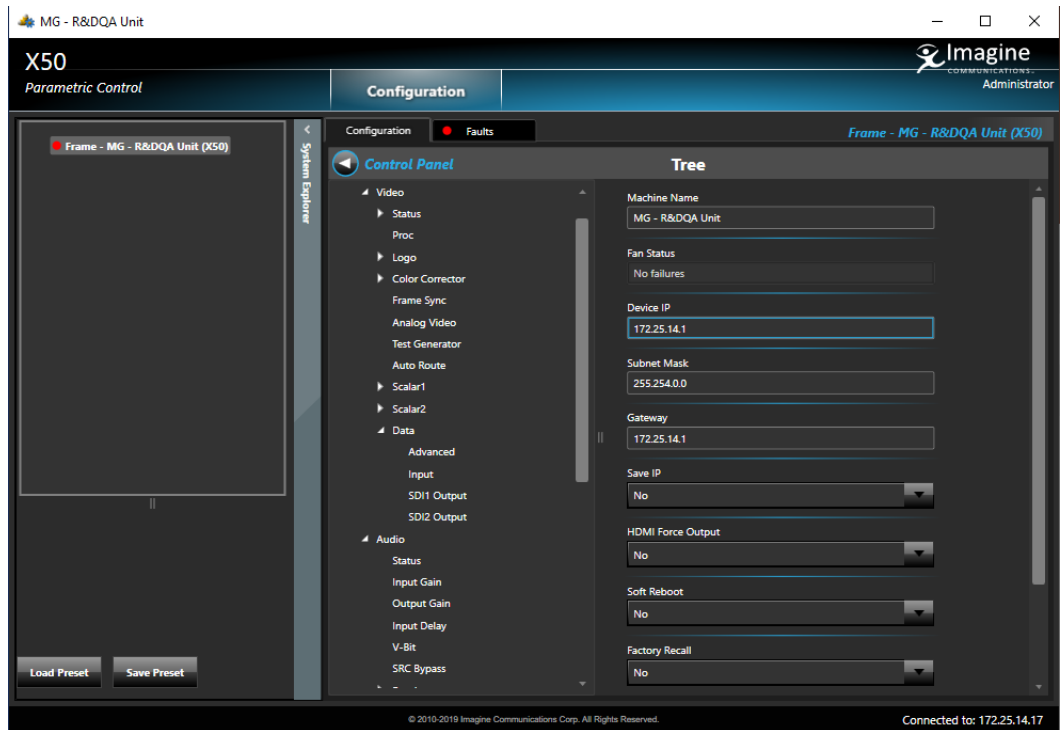 MG - R&DQA Unit
X50
Parametric Control
Configuration
Imagine
COMMUNICATIONS
Administrator
Frame - MG - R&DQA Unit (X50)
System Explorer
Load Preset
Save Preset
Configuration
Faults
Frame - MG - R&DQA Unit (X50)
Control Panel
Tree
Video
Status
Proc
Logo
Color Corrector
Frame Sync
Analog Video
Test Generator
Auto Route
Scalar1
Scalar2
Data
Advanced
Input
SDI1 Output
SDI2 Output
Audio
Status
Input Gain
Output Gain
Input Delay
V-Bit
SRC Bypass
Machine Name
MG - R&DQA Unit
Fan Status
No failures
Device IP
172.25.14.1
Subnet Mask
255.254.0.0
Gateway
172.25.14.1
Save IP
No
HDMI Force Output
No
Soft Reboot
No
Factory Recall
No
© 2010-2019 Imagine Communications Corp. All Rights Reserved.
Connected to: 172.25.14.17